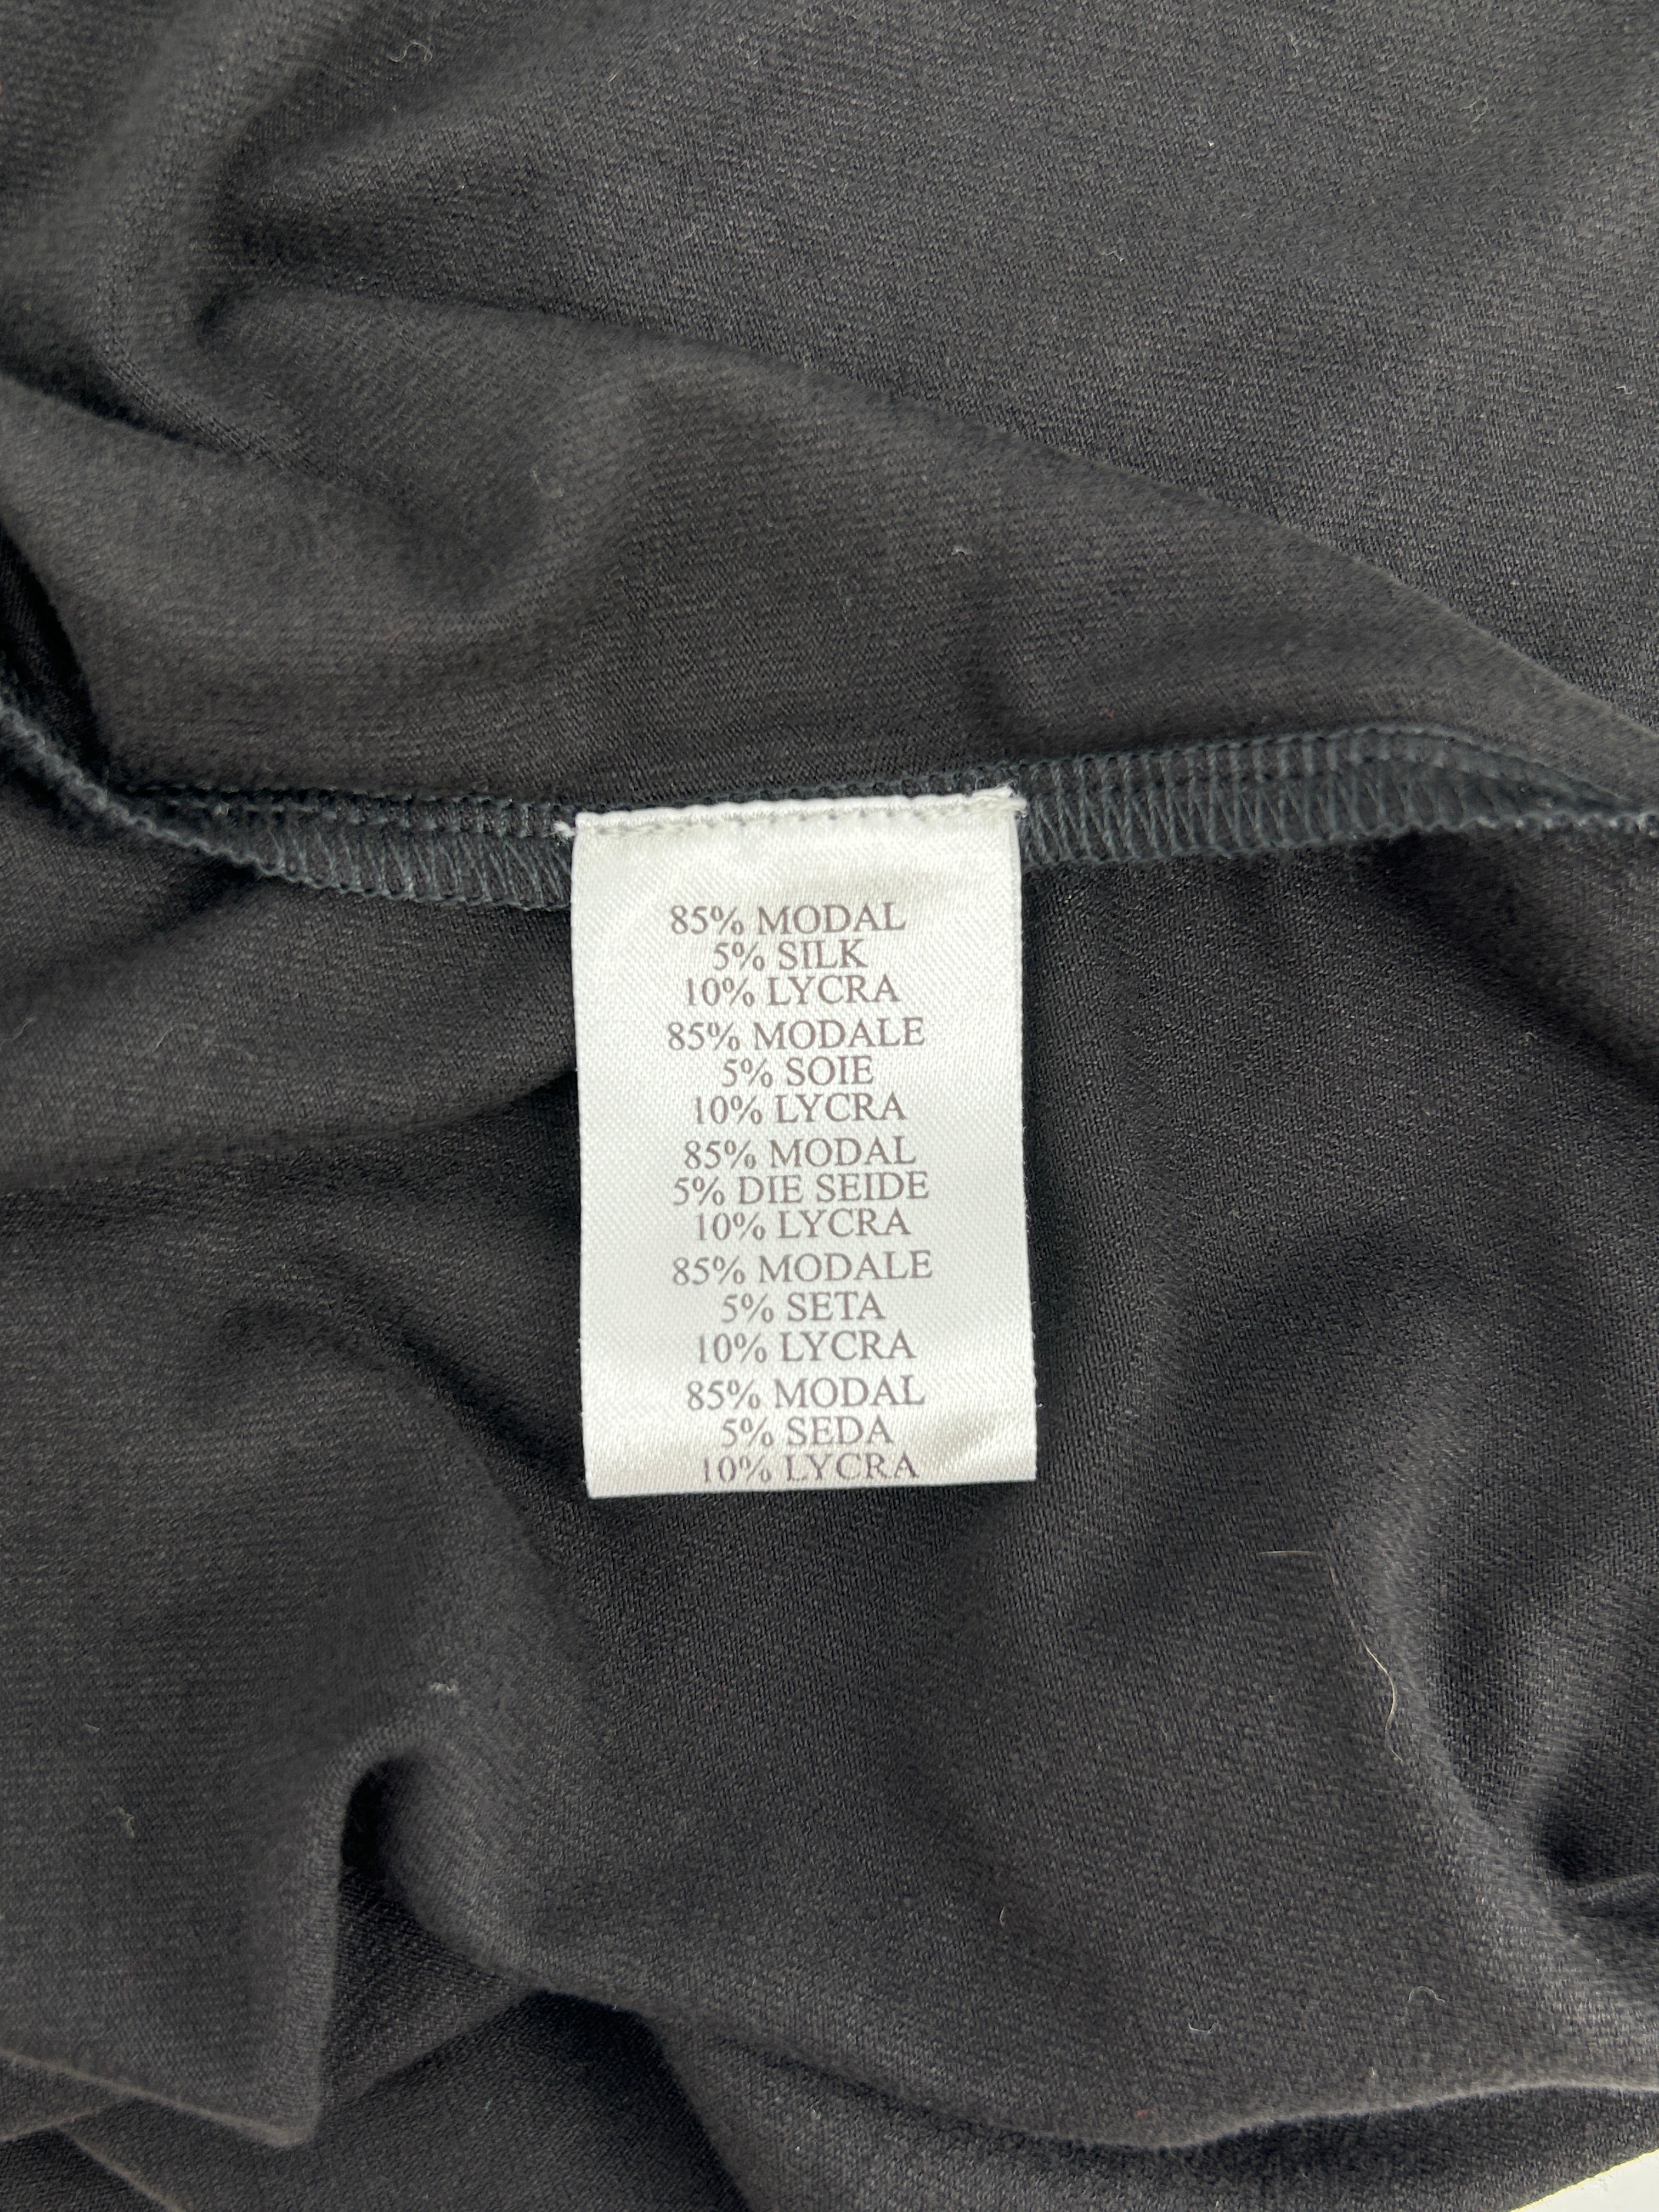 85% MODAL
5% SILK
10% LYCRA
85% MODALE
5% SOIE
10% LYCRA
85% MODAL
5% DIE SEIDE
10% LYCRA
85% MODALE
5% SETA
10% LYCRA
85% MODAL
5% SEDA
10% LYCRA